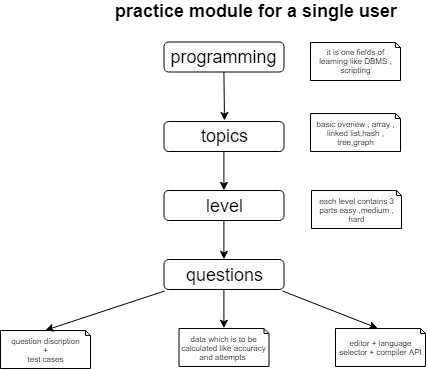 practice module for a single user
programming
it is one fields of
learning like DBMS ,
scripting
topics
basic overiew , array ,
linked list,hash ,
tree,graph
level
each level contains 3
parts easy ,medium ,
hard
questions
question discription
+
test cases
data which is to be
calculated like accuracy
and attempts
editor + language
selector + compiler API